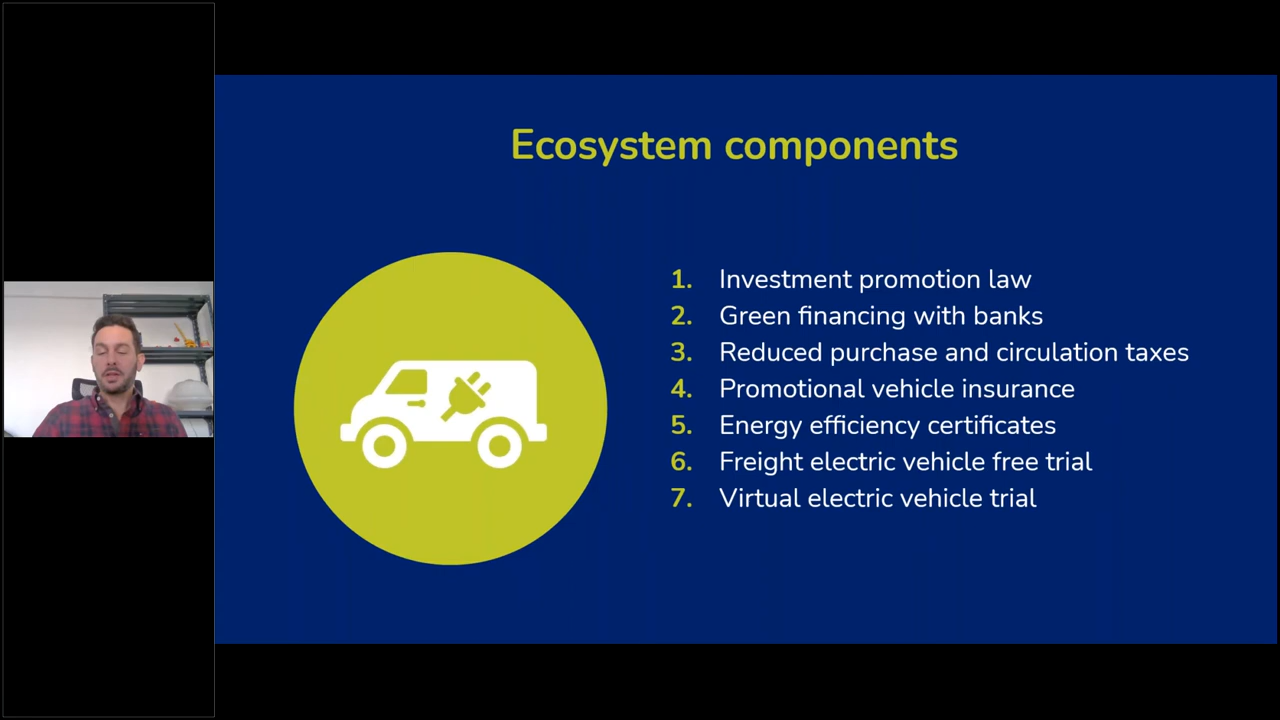 Ecosystem components
1. Investment promotion law
2. Green financing with banks
3. Reduced purchase and circulation taxes
4. Promotional vehicle insurance
5. Energy efficiency certificates
6. Freight electric vehicle free trial
7. Virtual electric vehicle trial